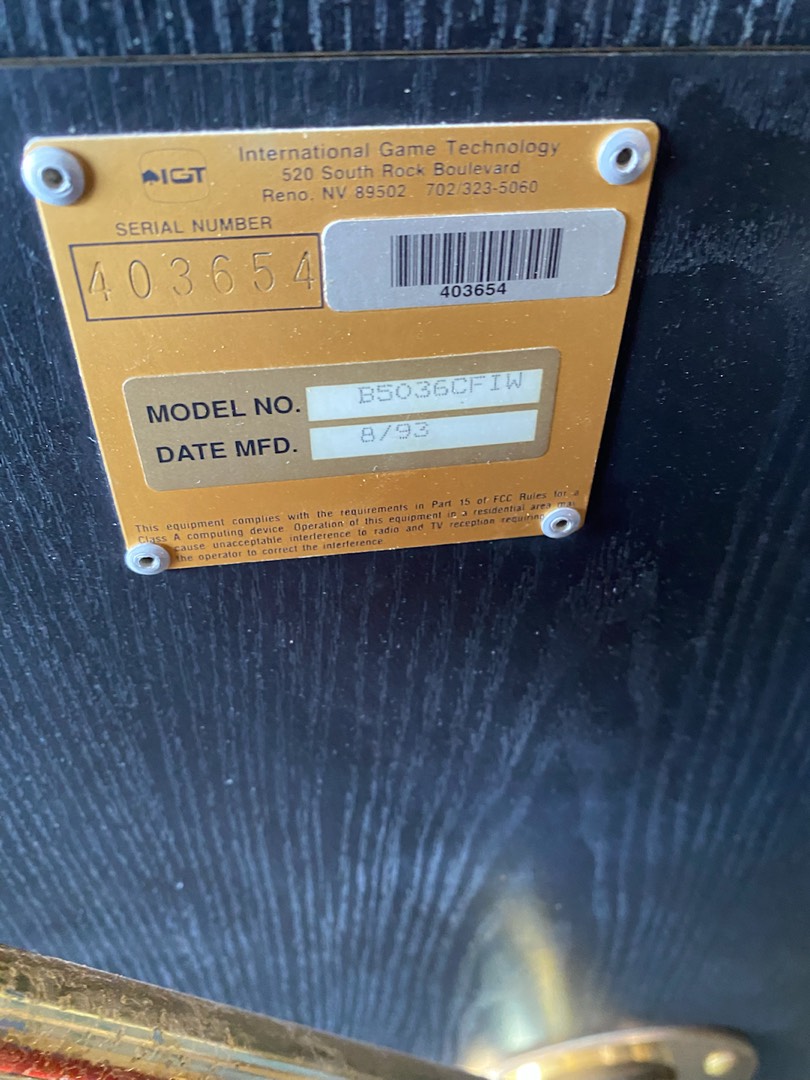 IGT
International Game Technology
520 South Rock Boulevard
Reno, NV 89502 702/323-5060
SERIAL NUMBER
403654
403654
MODEL NO. B5036CFIW
DATE MFD. 8/93
This equipment complies with the requirements in Part 15 of FCC Rules for a
Class A computing device. Operation of this equipment in a residential area may
cause unacceptable interference to radio and TV reception requiring
the operator to correct the interference